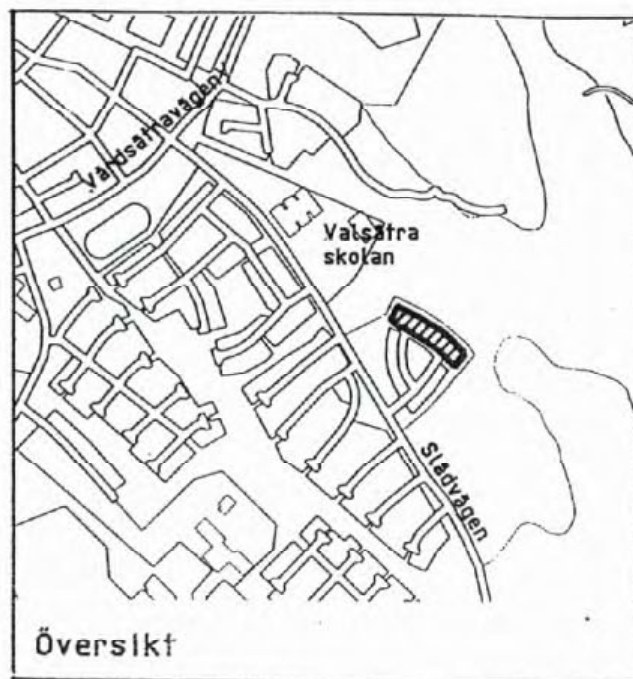 Vårdsätravägen
Valsätra
skolan
Slädvägen
Översikt